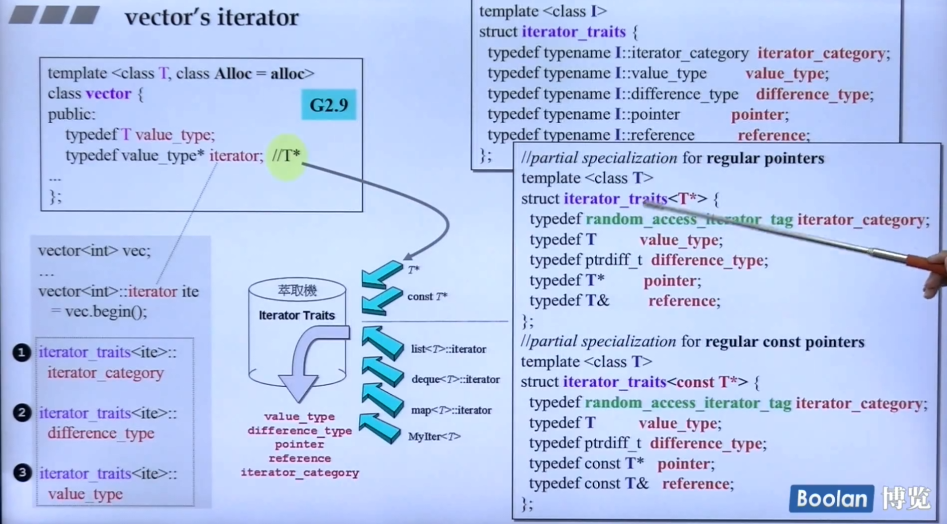 vector's iterator
template <class T, class Alloc = alloc>
class vector {
public:
typedef T value_type;
typedef value_type* iterator; //T*
...
};
G2.9
vector<int> vec;
...
vector<int>::iterator ite
= vec.begin();
1 iterator_traits<ite>::
iterator_category
2 iterator_traits<ite>::
difference_type
3 iterator_traits<ite>::
value_type
萃取機
Iterator Traits
value_type
difference_type
pointer
reference
iterator_category
T*
const T*
list<T>::iterator
deque<T>::iterator
map<T>::iterator
MyIter<T>
template <class I>
struct iterator_traits {
typedef typename I::iterator_category iterator_category;
typedef typename I::value_type value_type;
typedef typename I::difference_type difference_type;
typedef typename I::pointer pointer;
typedef typename I::reference reference;
};
//partial specialization for regular pointers
template <class T>
struct iterator_traits<T*> {
typedef random_access_iterator_tag iterator_category;
typedef T value_type;
typedef ptrdiff_t difference_type;
typedef T* pointer;
typedef T& reference;
};
//partial specialization for regular const pointers
template <class T>
struct iterator_traits<const T*> {
typedef random_access_iterator_tag iterator_category;
typedef T value_type;
typedef ptrdiff_t difference_type;
typedef const T* pointer;
typedef const T& reference;
};
Boolan 博览